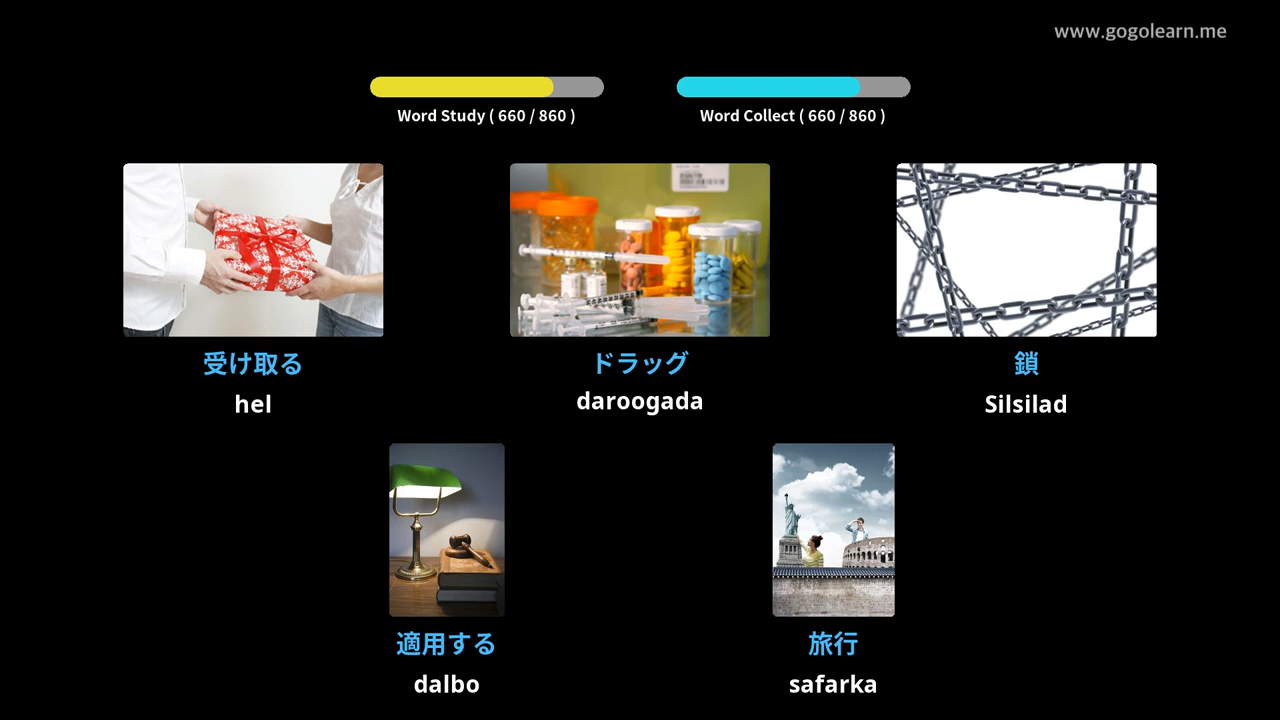 www.gogolearn.me
Word Study ( 660 / 860 )
Word Collect ( 660 / 860 )
受け取る
hel
ドラッグ
daroogada
鎖
Silsilad
適用する
dalbo
旅行
safarka